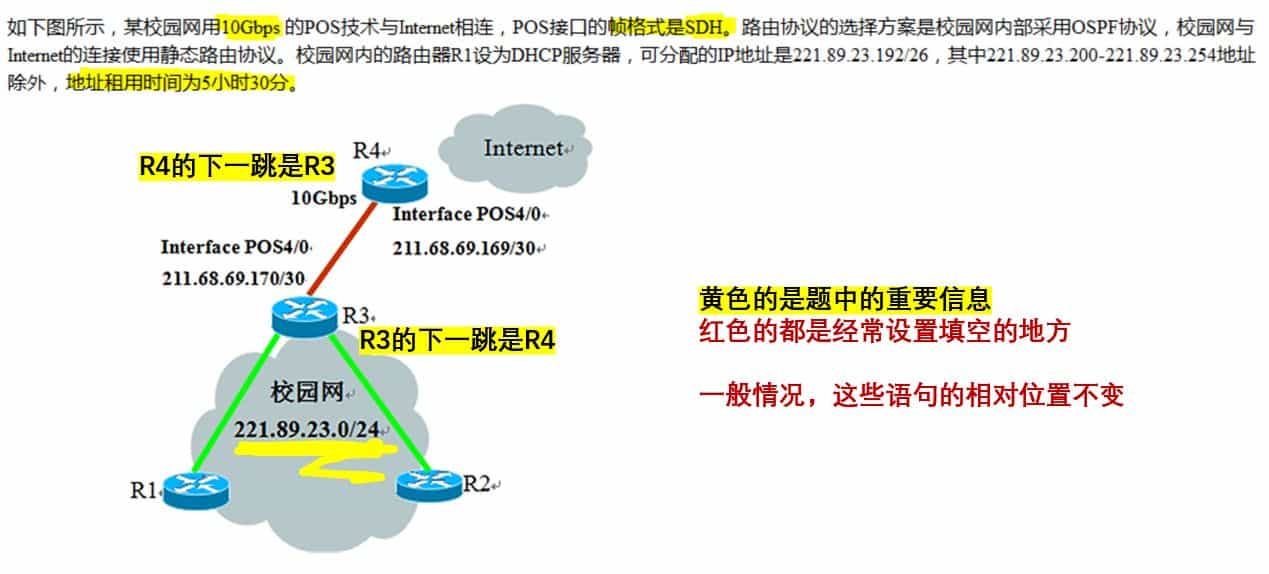 如下图所示，某校园网用10Gbps 的POS技术与Internet相连，POS接口的帧格式是SDH。路由协议的选择方案是校园网内部采用OSPF协议，校园网与
Internet的连接使用静态路由协议。校园网内的路由器R1设为DHCP服务器，可分配的IP地址是221.89.23.192/26，其中221.89.23.200-221.89.23.254地址
除外，地址租用时间为5小时30分。
R4的下一跳是R3
R4
Internet
10Gbps
Interface POS4/0
211.68.69.169/30
Interface POS4/0
211.68.69.170/30
R3
R3的下一跳是R4
黄色的是题中的重要信息
红色的都是经常设置填空的地方
一般情况，这些语句的相对位置不变
校园网
221.89.23.0/24
R1
R2